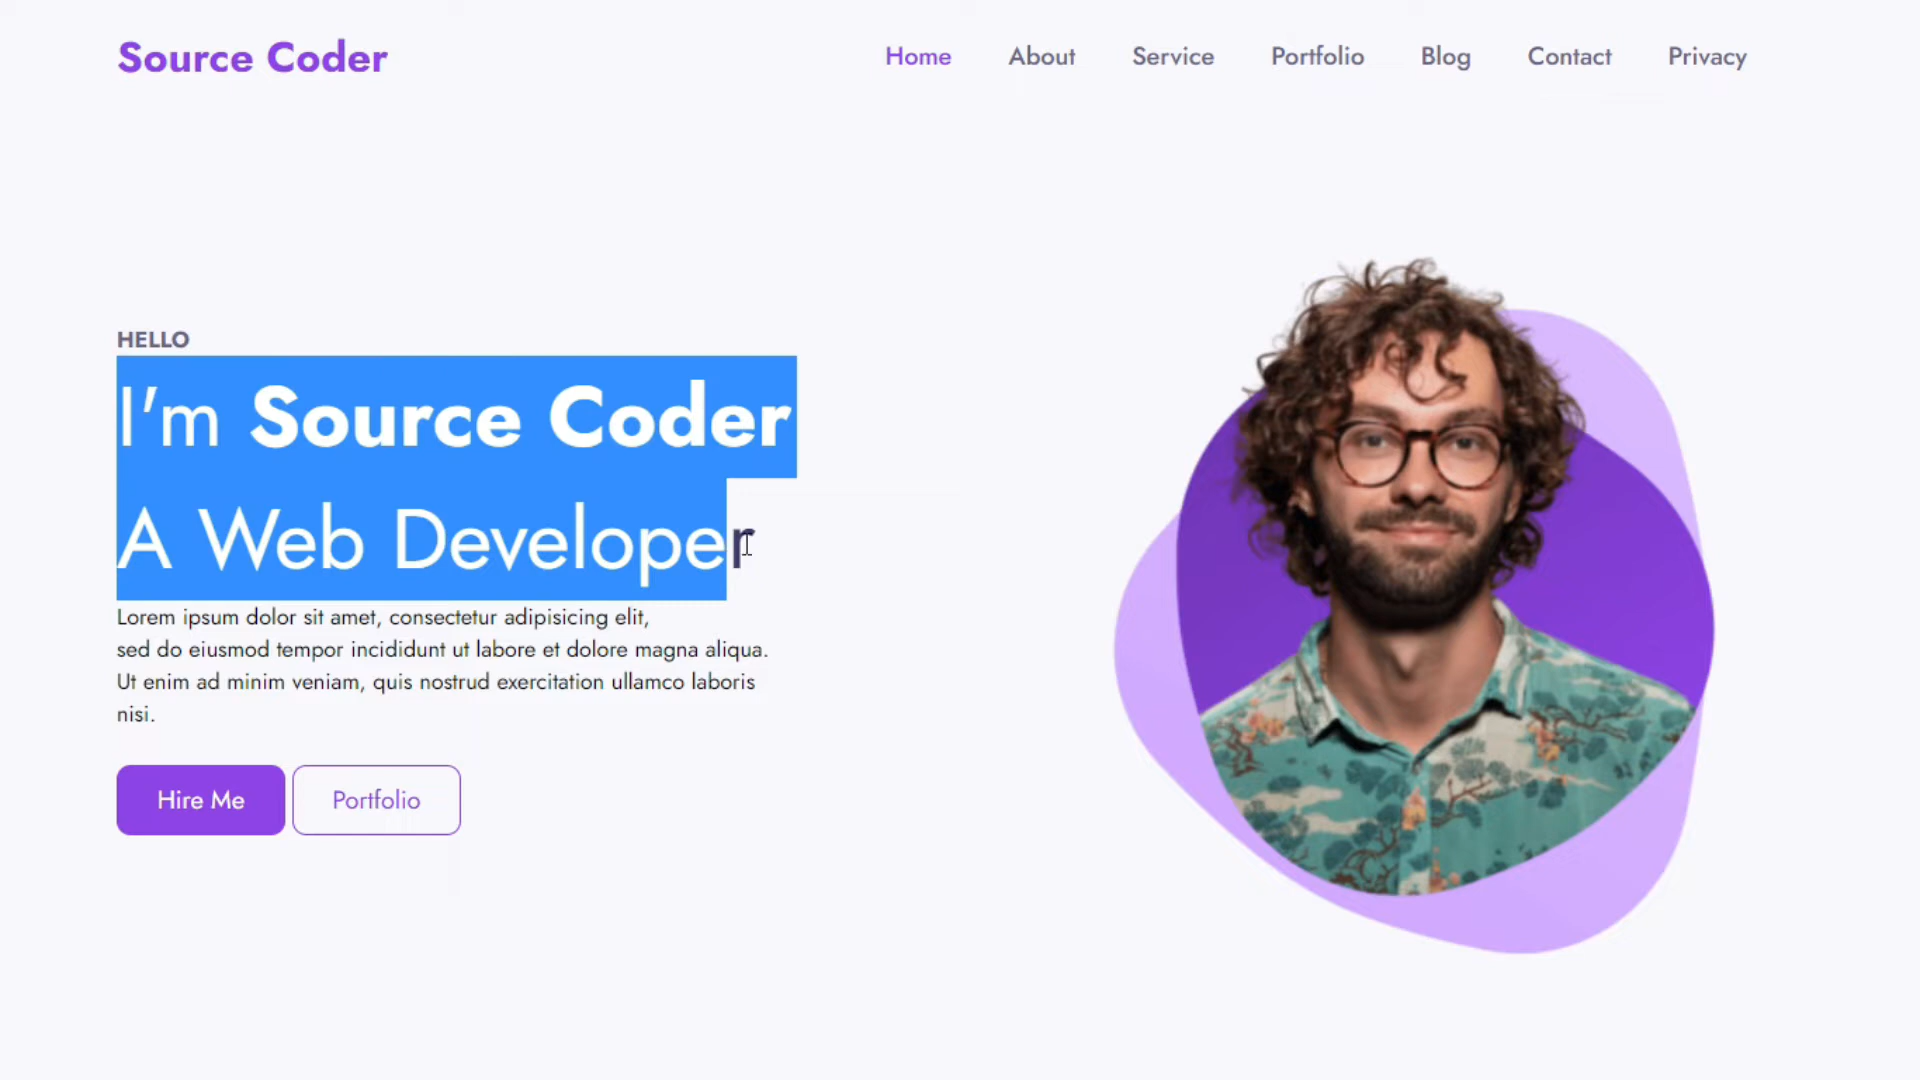 Source Coder
Home About Service Portfolio Blog Contact Privacy
HELLO
I'm Source Coder
A Web Developer
Lorem ipsum dolor sit amet, consectetur adipisicing elit,
sed do eiusmod tempor incididunt ut labore et dolore magna aliqua.
Ut enim ad minim veniam, quis nostrud exercitation ullamco laboris
nisi.
Hire Me Portfolio